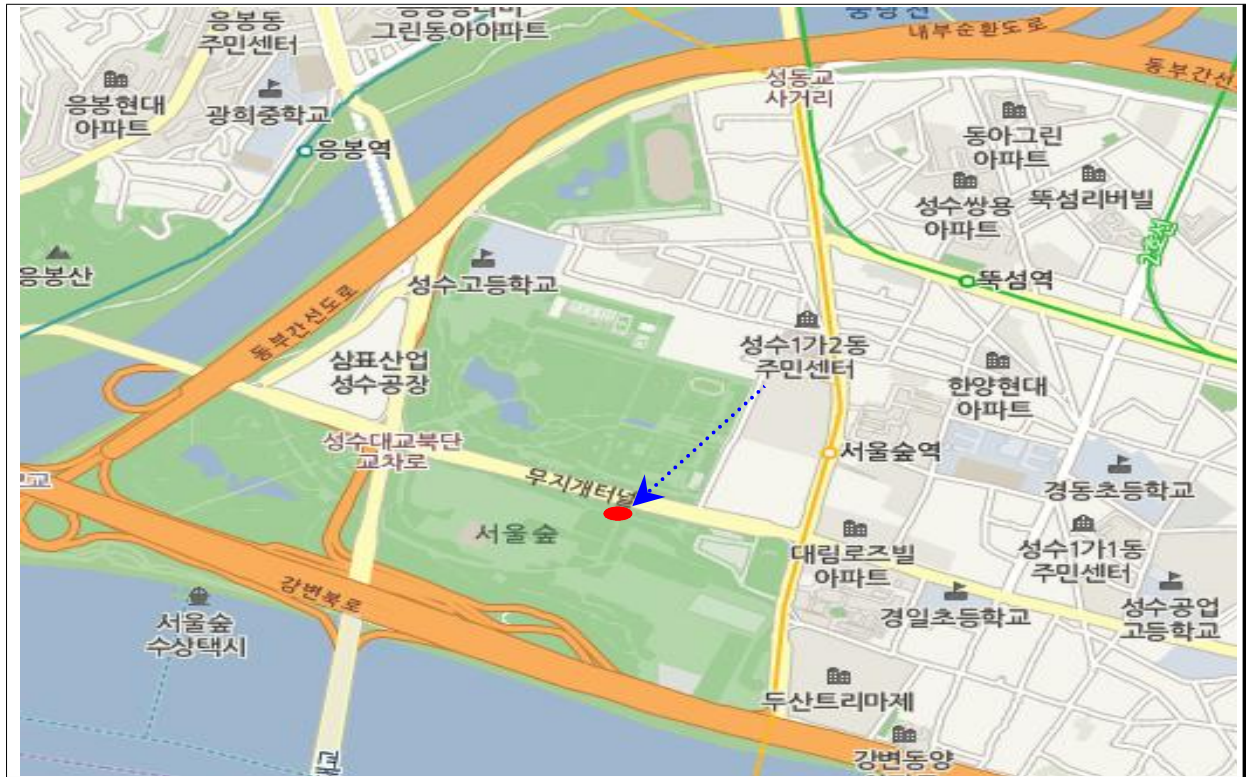 응봉동
주민센터
그린동아아파트
중랑천
내부순환도로
동부간선
성동교
사거리
응봉현대
아파트
광희중학교
응봉역
동아그린
아파트
성수쌍용
아파트
뚝섬리버빌
2호선
응봉산
성수고등학교
뚝섬역
동부간선도로
삼표산업
성수공장
성수1가2동
주민센터
한양현대
아파트
성수대교북단
교차로
서울숲역
무지개터널
경동초등학교
서울숲
대림로즈빌
아파트
성수1가1동
주민센터
강변북로
서울숲
수상택시
경일초등학교
성수공업
고등학교
두산트리마제
강변동양